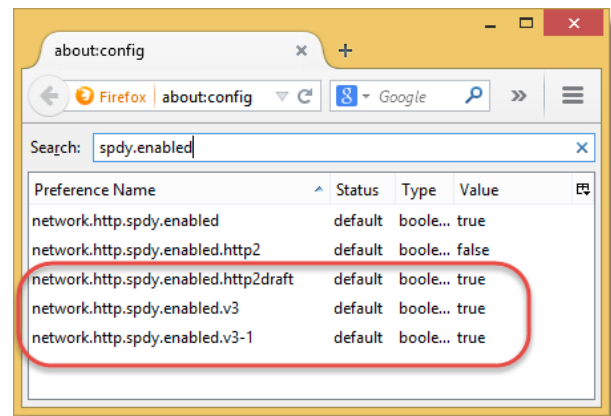 about:config
Firefox about:config 8 Google
Search: spdy.enabled
Preference Name Status Type Value
network.http.spdy.enabled default boole... true
network.http.spdy.enabled.http2 default boole... false
network.http.spdy.enabled.http2draft default boole... true
network.http.spdy.enabled.v3 default boole... true
network.http.spdy.enabled.v3-1 default boole... true